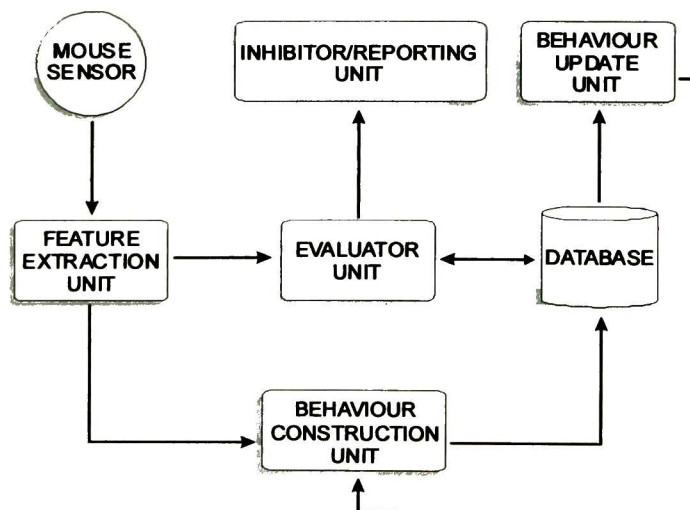 MOUSE
SENSOR
INHIBITOR/REPORTING
UNIT
BEHAVIOUR
UPDATE
UNIT
FEATURE
EXTRACTION
UNIT
EVALUATOR
UNIT
DATABASE
BEHAVIOUR
CONSTRUCTION
UNIT